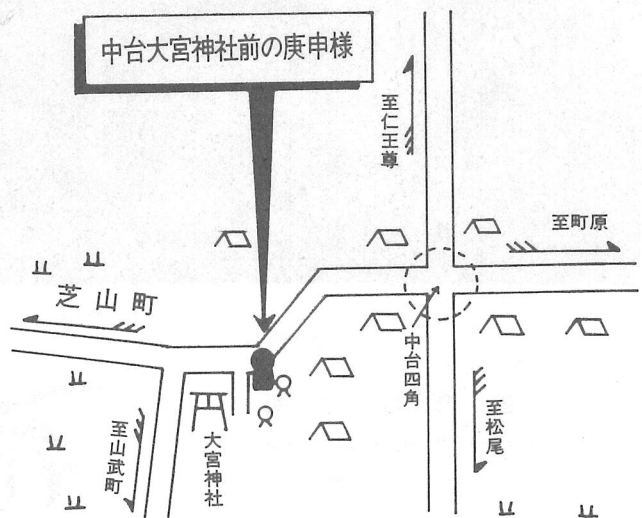 中台大宮神社前の庚申様
至仁王尊
至町原
芝山町
中台四角
至松尾
大宮神社
至山武町